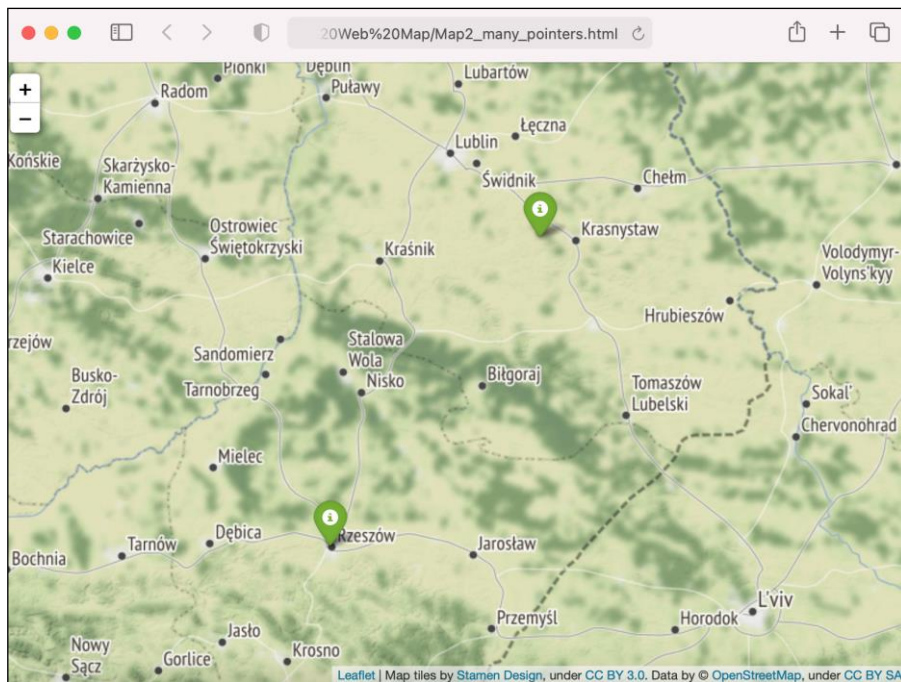 20Web%20Map/Map2_many_pointers.html
+
−
Pionki
Dęblin
Lubartów
Radom
Puławy
Łęczna
Lublin
Końskie
Skarżysko-
Kamienna
Świdnik
Chełm
Starachowice
Ostrowiec
Świętokrzyski
Krasnystaw
Kielce
Kraśnik
Volodymyr-
Volyns'kyy
Hrubieszów
rzejów
Sandomierz
Stalowa
Wola
Busko-
Zdrój
Tarnobrzeg
Nisko
Biłgoraj
Tomaszów
Lubelski
Sokal'
Chervonohrad
Mielec
Dębica
Rzeszów
Bochnia
Tarnów
Jarosław
L'viv
Przemyśl
Horodok
Nowy
Sącz
Jasło
Gorlice
Krosno
Leaflet | Map tiles by Stamen Design, under CC BY 3.0. Data by © OpenStreetMap, under CC BY SA